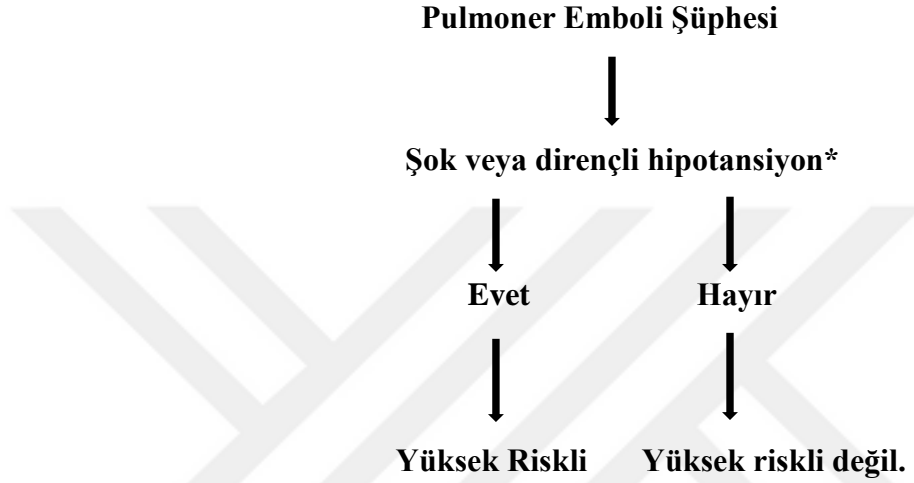 Pulmoner Emboli Şüphesi
Şok veya dirençli hipotansiyon*
Evet Hayır
Yüksek Riskli Yüksek riskli değil.